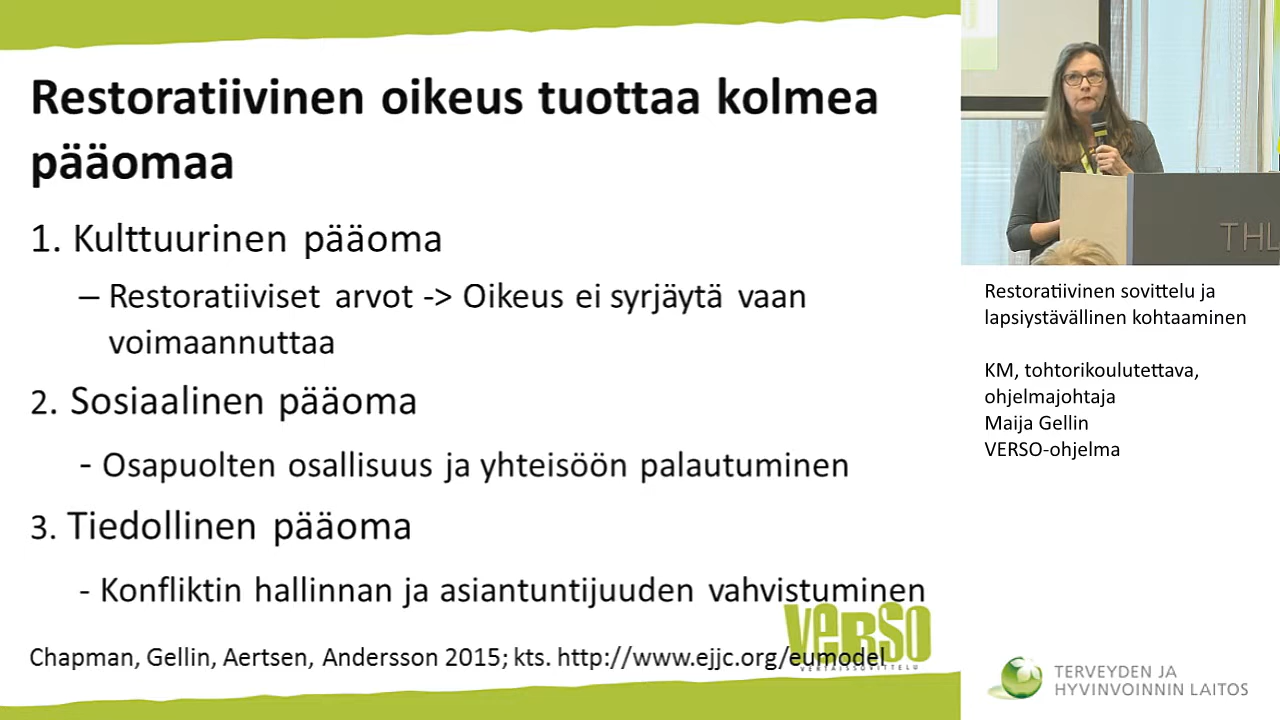 Restoratiivinen oikeus tuottaa kolmea
pääomaa
1. Kulttuurinen pääoma
– Restoratiiviset arvot -> Oikeus ei syrjäytä vaan
voimaannuttaa
2. Sosiaalinen pääoma
- Osapuolten osallisuus ja yhteisöön palautuminen
3. Tiedollinen pääoma
- Konfliktin hallinnan ja asiantuntijuuden vahvistuminen
Chapman, Gellin, Aertsen, Andersson 2015; kts. http://www.ejjc.org/eumodel
VERSO
VERTAISSOVITTELU
THL
Restoratiivinen sovittelu ja
lapsiystävällinen kohtaaminen
KM, tohtorikoulutettava,
ohjelmajohtaja
Maija Gellin
VERSO-ohjelma
TERVEYDEN JA
HYVINVOINNIN LAITOS